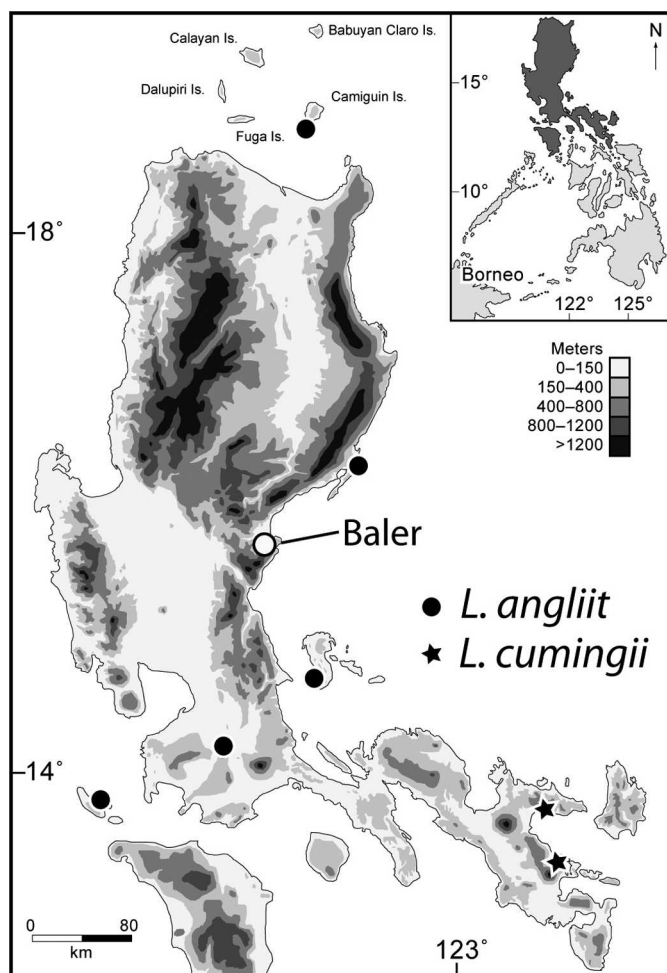 Babuyan Claro Is.
Calayan Is.
Dalupiri Is.
Camiguin Is.
Fuga Is.
N
15°
10°
Borneo
122° 125°
18°
Meters
0–150
150–400
400–800
800–1200
>1200
Baler
L. angliit
L. cumingii
14°
0 80
km
123°